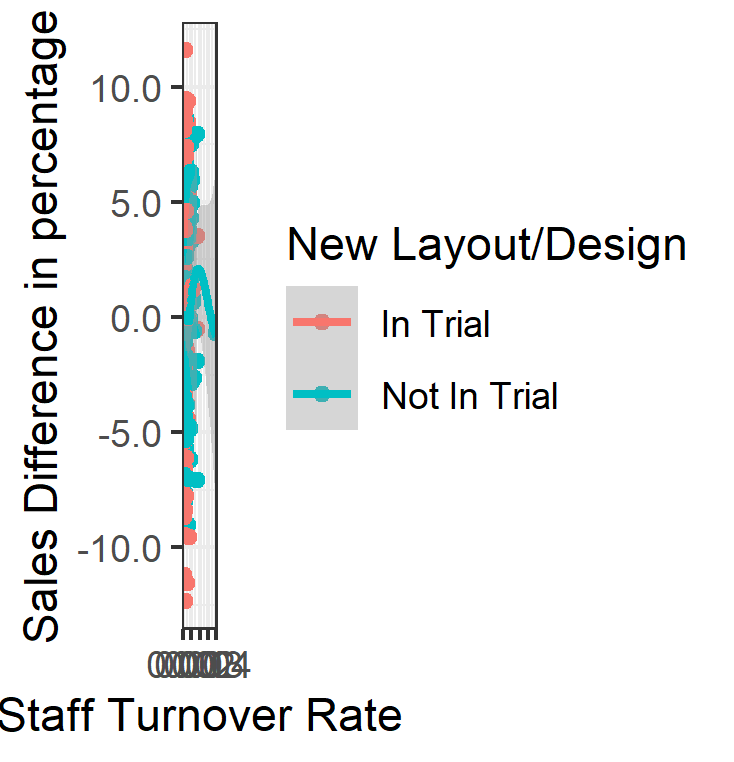 Sales Difference in percentage
10.0
5.0
0.0
-5.0
-10.0
Staff Turnover Rate
New Layout/Design
In Trial
Not In Trial